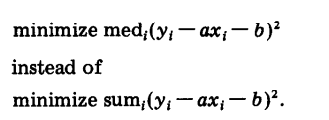 minimize medᵢ(yᵢ − axᵢ − b)²
instead of
minimize sumᵢ(yᵢ − axᵢ − b)².